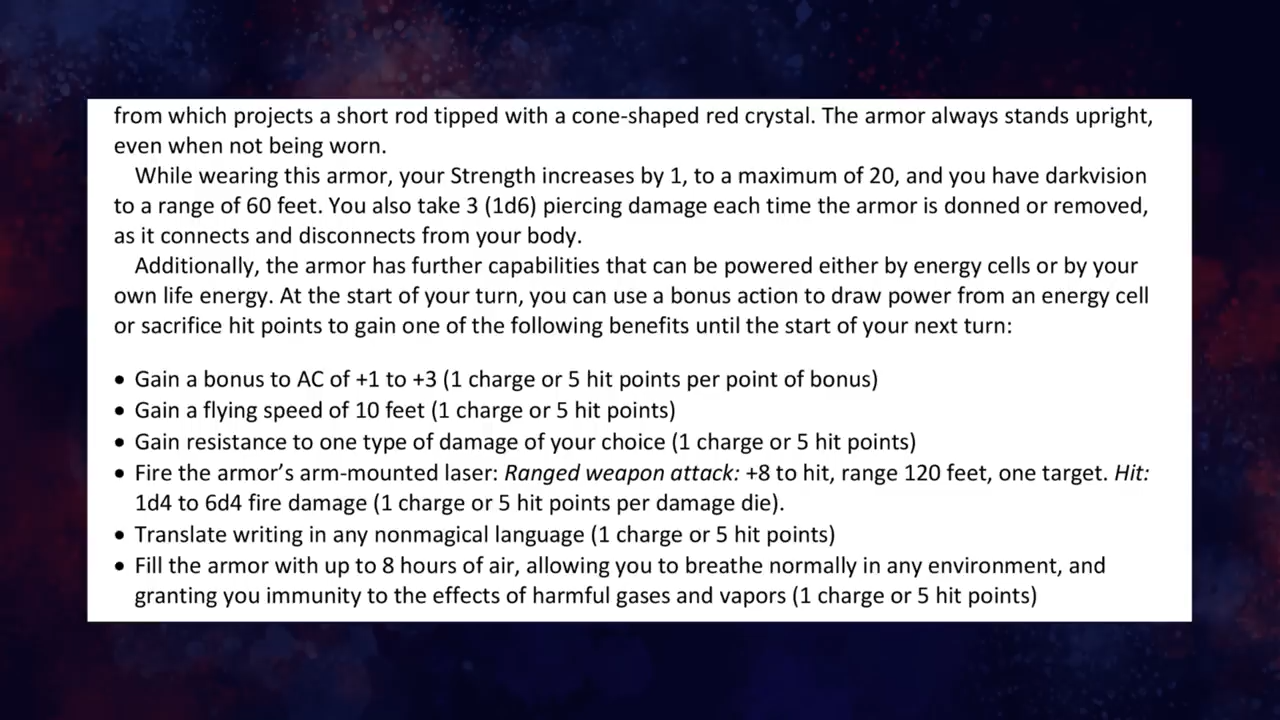 from which projects a short rod tipped with a cone-shaped red crystal. The armor always stands upright,
even when not being worn.
While wearing this armor, your Strength increases by 1, to a maximum of 20, and you have darkvision
to a range of 60 feet. You also take 3 (1d6) piercing damage each time the armor is donned or removed,
as it connects and disconnects from your body.
Additionally, the armor has further capabilities that can be powered either by energy cells or by your
own life energy. At the start of your turn, you can use a bonus action to draw power from an energy cell
or sacrifice hit points to gain one of the following benefits until the start of your next turn:
• Gain a bonus to AC of +1 to +3 (1 charge or 5 hit points per point of bonus)
• Gain a flying speed of 10 feet (1 charge or 5 hit points)
• Gain resistance to one type of damage of your choice (1 charge or 5 hit points)
• Fire the armor’s arm-mounted laser: Ranged weapon attack: +8 to hit, range 120 feet, one target. Hit:
1d4 to 6d4 fire damage (1 charge or 5 hit points per damage die).
• Translate writing in any nonmagical language (1 charge or 5 hit points)
• Fill the armor with up to 8 hours of air, allowing you to breathe normally in any environment, and
granting you immunity to the effects of harmful gases and vapors (1 charge or 5 hit points)